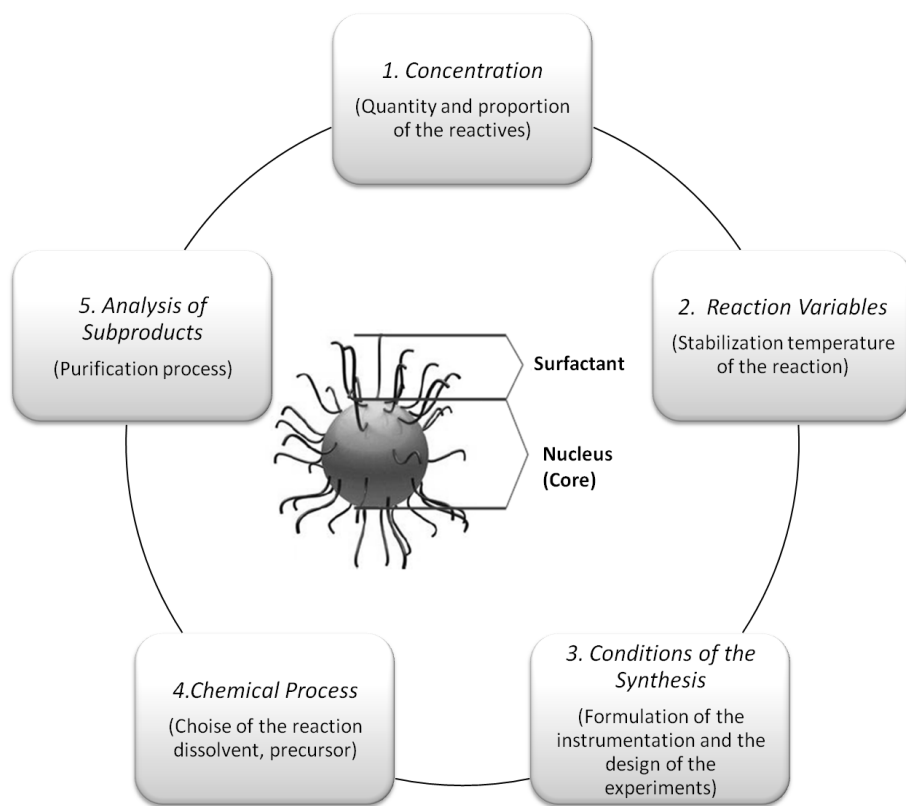 1. Concentration
(Quantity and proportion
of the reactives)
2. Reaction Variables
(Stabilization temperature
of the reaction)
3. Conditions of the
Synthesis
(Formulation of the
instrumentation and the
design of the
experiments)
4.Chemical Process
(Choise of the reaction
dissolvent, precursor)
5. Analysis of
Subproducts
(Purification process)
Surfactant
Nucleus
(Core)